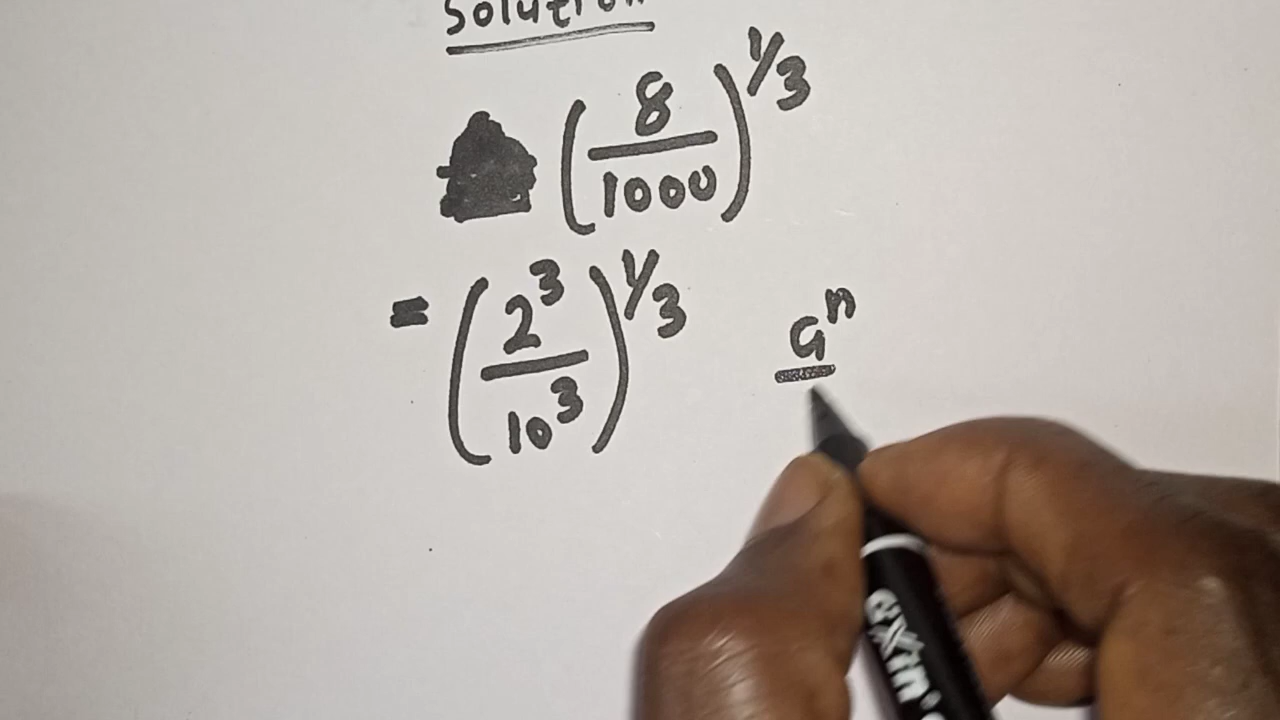 Solution
(8/1000)^1/3
= (2^3/10^3)^1/3
a^n